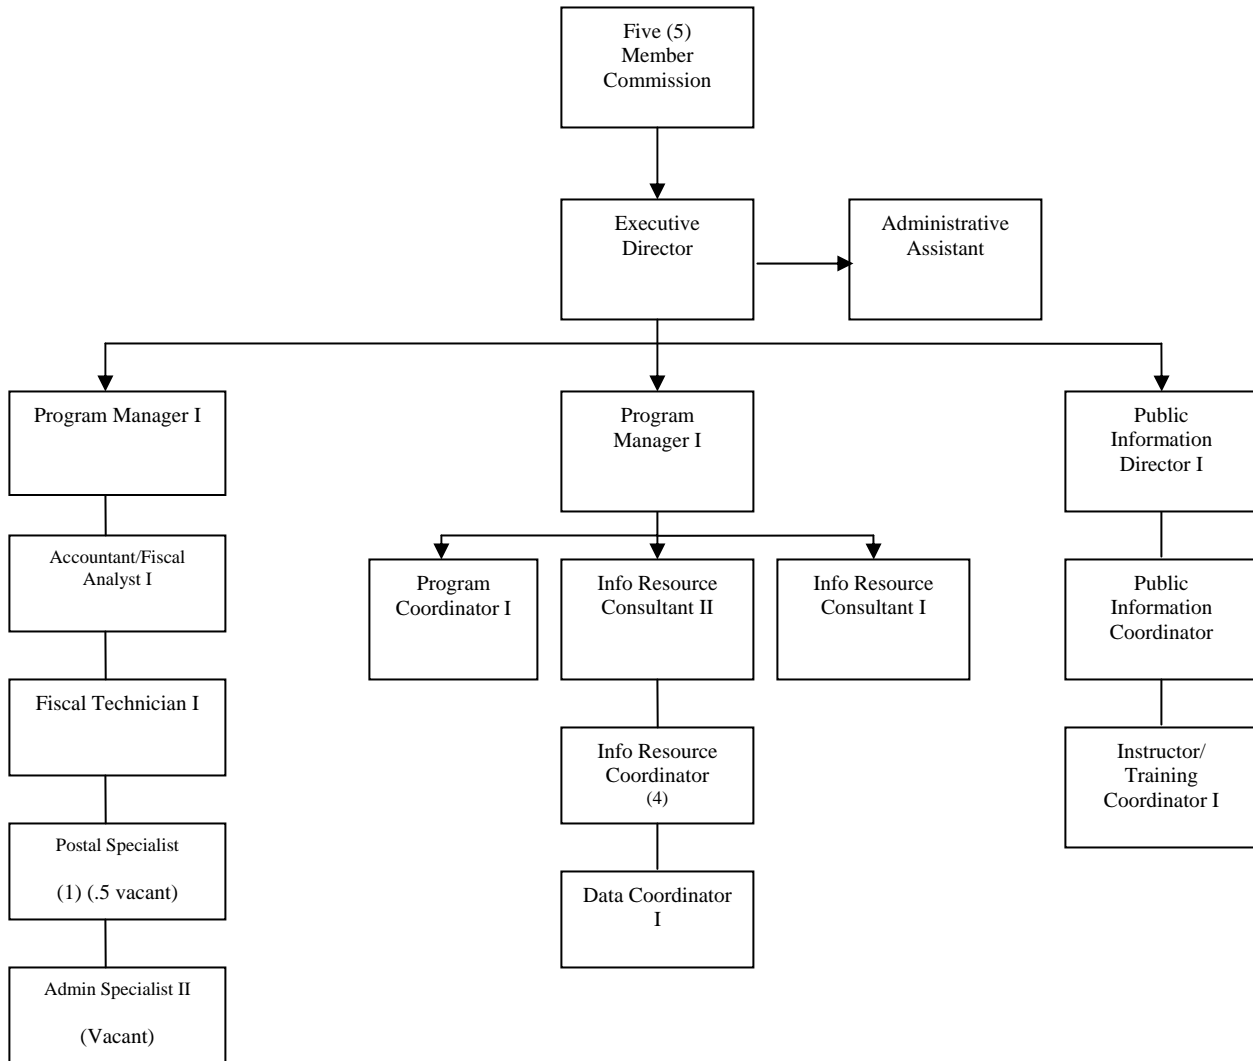 Five (5)
Member
Commission
Executive
Director
Administrative
Assistant
Program Manager I
Program
Manager I
Public
Information
Director I
Accountant/Fiscal
Analyst I
Program
Coordinator I
Info Resource
Consultant II
Info Resource
Consultant I
Public
Information
Coordinator
Fiscal Technician I
Info Resource
Coordinator
(4)
Instructor/
Training
Coordinator I
Postal Specialist
(1) (.5 vacant)
Data Coordinator
I
Admin Specialist II
(Vacant)